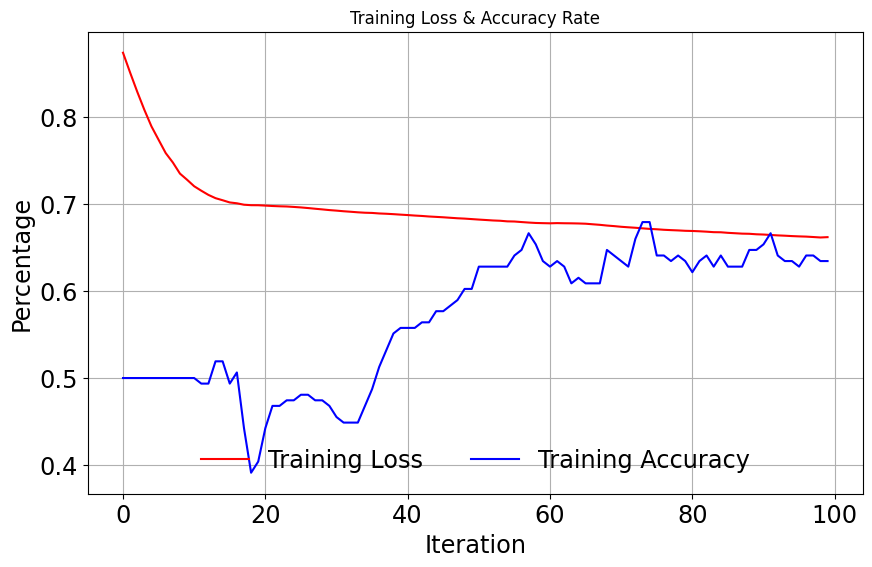 Training Loss & Accuracy Rate
0.8
0.7
0.6
0.5
0.4
Percentage
Training Loss
Training Accuracy
0 20 40 60 80 100
Iteration